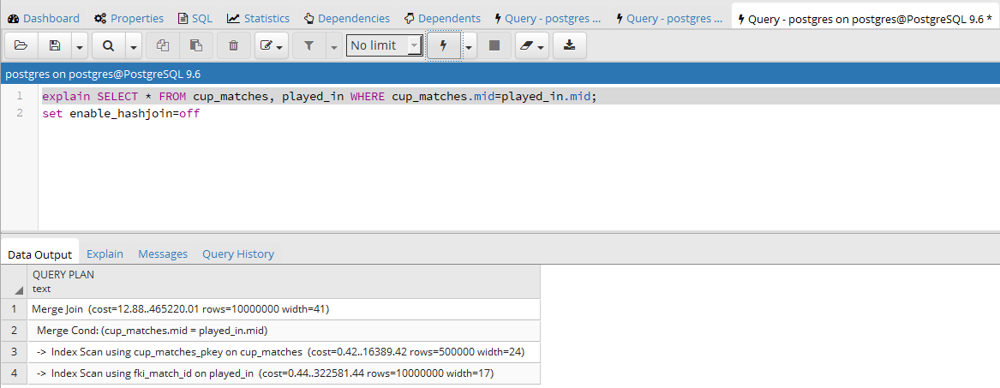 Dashboard Properties SQL Statistics Dependencies Dependents Query - postgres ... Query - postgres ... Query - postgres on postgres@PostgreSQL 9.6 *
No limit
postgres on postgres@PostgreSQL 9.6
1 explain SELECT * FROM cup_matches, played_in WHERE cup_matches.mid=played_in.mid;
2 set enable_hashjoin=off
Data Output Explain Messages Query History
QUERY PLAN
text
1 Merge Join (cost=12.88..465220.01 rows=10000000 width=41)
2 Merge Cond: (cup_matches.mid = played_in.mid)
3 -> Index Scan using cup_matches_pkey on cup_matches (cost=0.42..16389.42 rows=500000 width=24)
4 -> Index Scan using fki_match_id on played_in (cost=0.44..322581.44 rows=10000000 width=17)